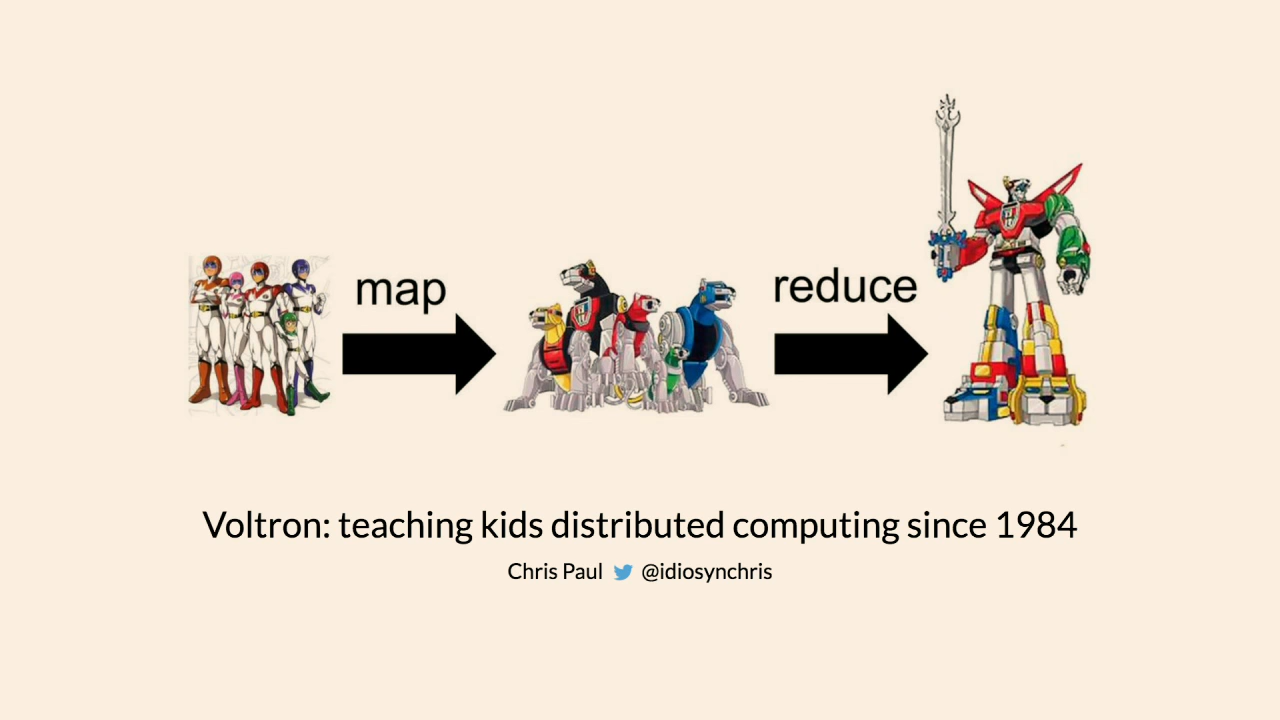 map
reduce
Voltron: teaching kids distributed computing since 1984
Chris Paul @idiosynchris